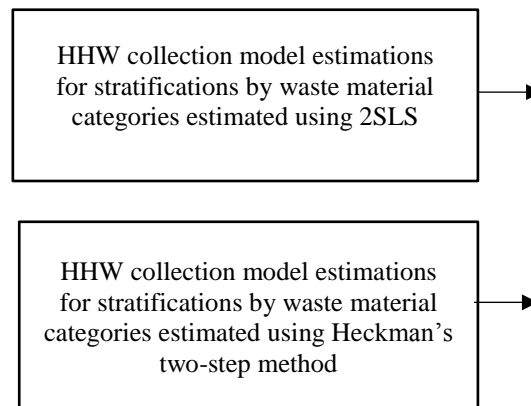 HHW collection model estimations
for stratifications by waste material
categories estimated using 2SLS
HHW collection model estimations
for stratifications by waste material
categories estimated using Heckman’s
two-step method